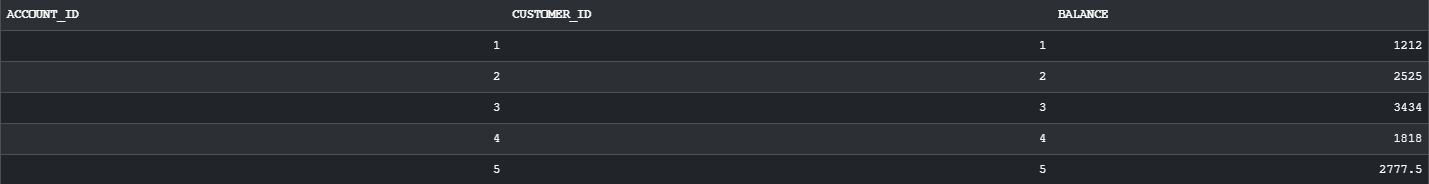 ACCOUNT_ID CUSTOMER_ID BALANCE
1 1 1212
2 2 2525
3 3 3434
4 4 1818
5 5 2777.5